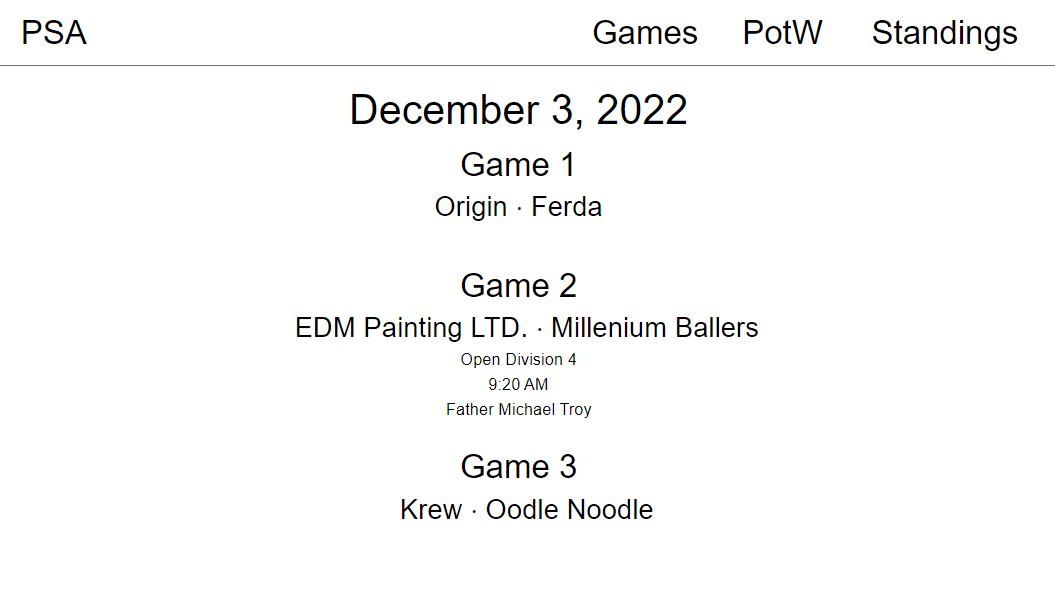 PSA Games PotW Standings
December 3, 2022
Game 1
Origin · Ferda
Game 2
EDM Painting LTD. · Millenium Ballers
Open Division 4
9:20 AM
Father Michael Troy
Game 3
Krew · Oodle Noodle